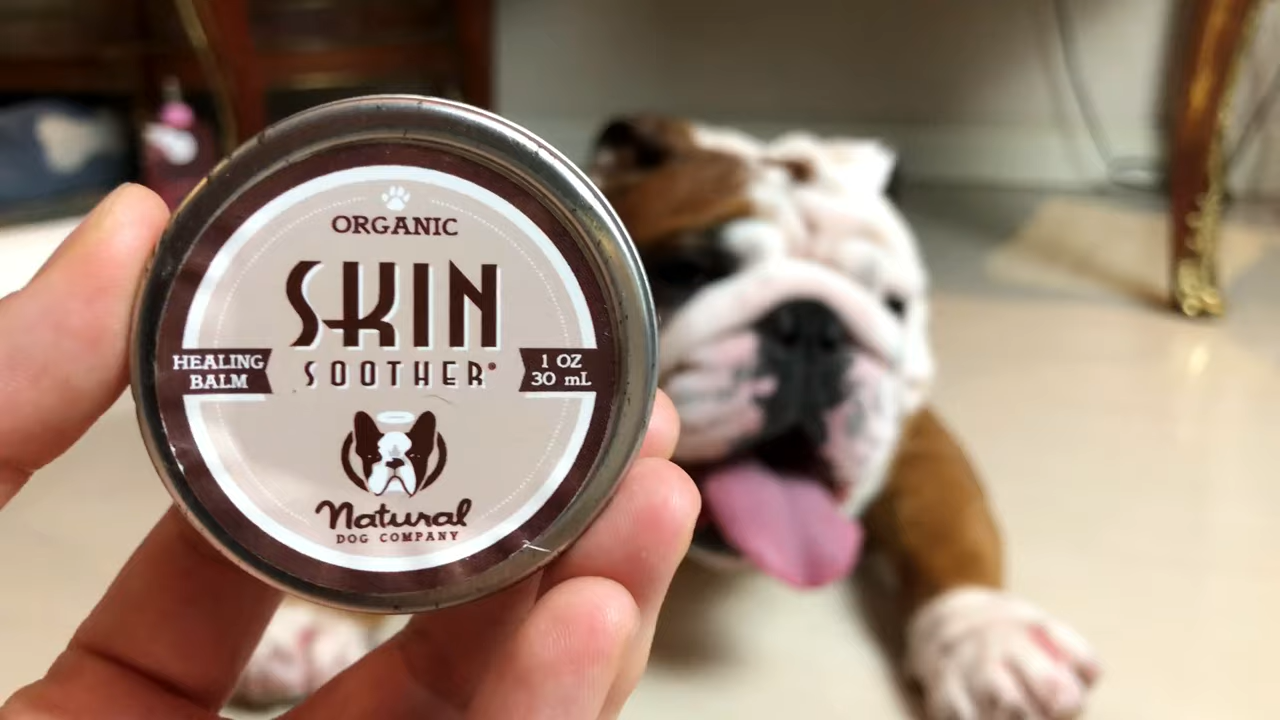 ORGANIC
SKIN
SOOTHER
HEALING
BALM
1 OZ
30 mL
Natural
DOG COMPANY